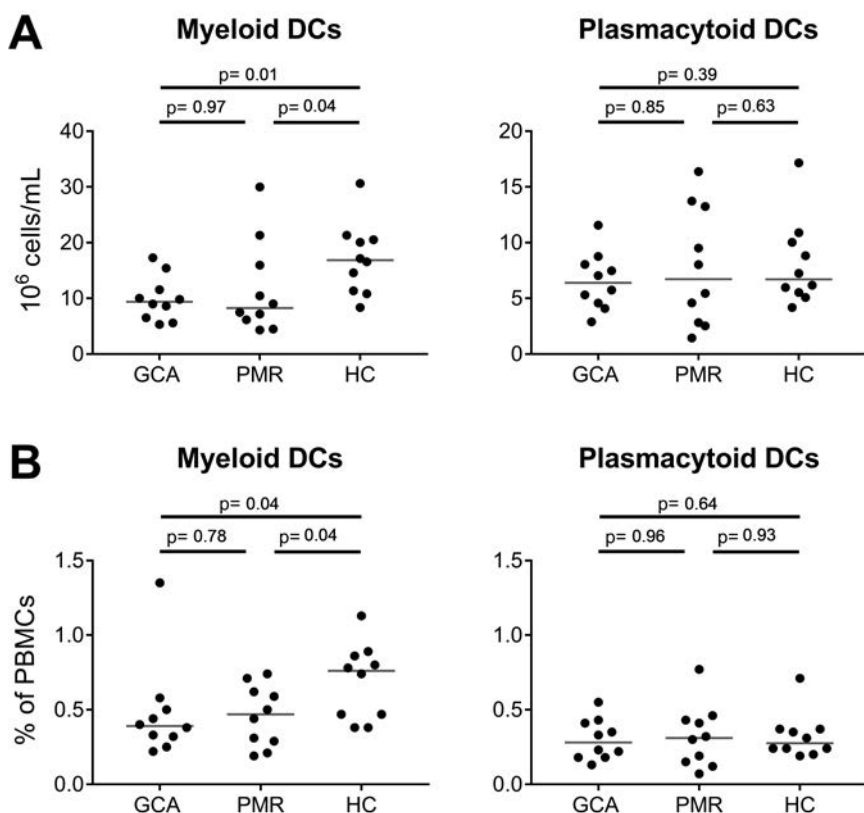 A
Myeloid DCs
p= 0.01
p= 0.97
p= 0.04
10⁶ cells/mL
40
30
20
10
0
GCA
PMR
HC
Plasmacytoid DCs
p= 0.39
p= 0.85
p= 0.63
20
15
10
5
0
GCA
PMR
HC
B
Myeloid DCs
p= 0.04
p= 0.78
p= 0.04
% of PBMCs
1.5
1.0
0.5
0.0
GCA
PMR
HC
Plasmacytoid DCs
p= 0.64
p= 0.96
p= 0.93
1.5
1.0
0.5
0.0
GCA
PMR
HC